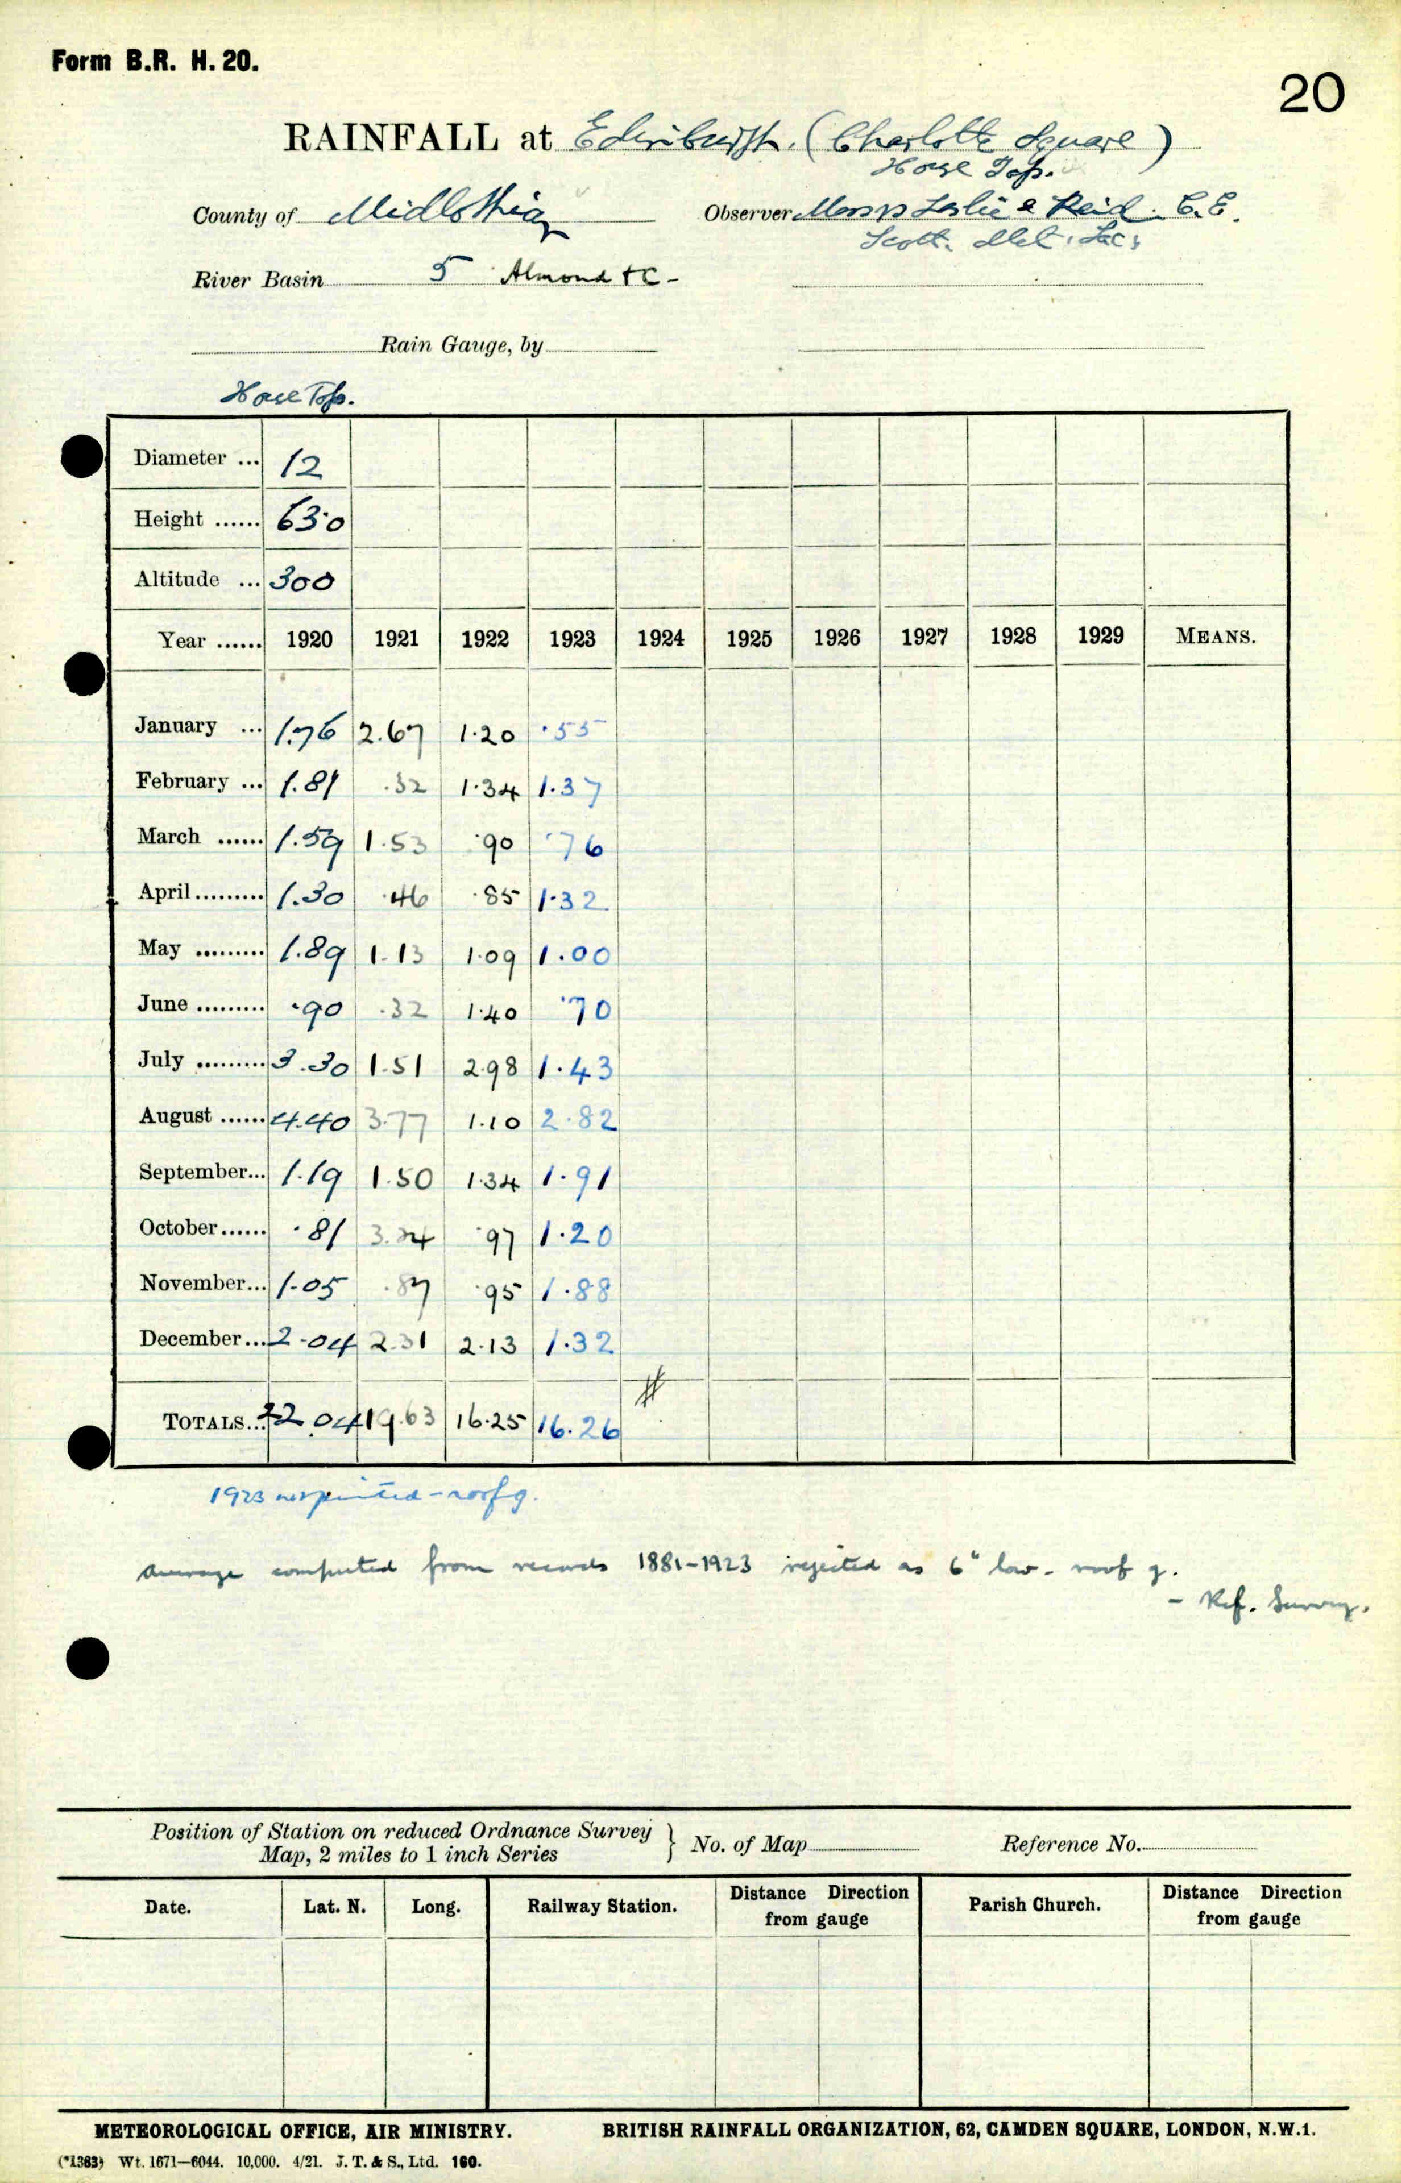 Form B.R. H. 20.
20
RAINFALL at Edinburgh. (Charlotte Square)
House Top.
County of Midlothian Observer Messrs Leslie & Reid. C.E.
Scott. Met. Soc.
River Basin 5 Almond &c-
Rain Gauge, by
House Top.
Diameter ... 12
Height ...... 63·0
Altitude ... 300
Year ...... 1920 1921 1922 1923 1924 1925 1926 1927 1928 1929 MEANS.
January ... 1.76 2.67 1·20 ·55
February ... 1.81 .32 1·34 1·37
March ...... 1.59 1.53 ·90 ·76
April ......... 1.30 ·46 ·85 1·32
May ......... 1.89 1.13 1·09 1.00
June ......... ·90 .32 1·40 ·70
July ......... 3.30 1.51 2·98 1·43
August ...... 4.40 3.77 1·10 2·82
September... 1.19 1.50 1·34 1·91
October...... ·81 3.24 ·97 1·20
November... 1·05 .87 ·95 1·88
December... 2·04 2.31 2·13 1·32
TOTALS... 22.04 19.63 16·25 16.26
1923 not printed - roof g.
Average computed from records 1881-1923 rejected as 6" low - roof g.
- Ref. Survey.
Position of Station on reduced Ordnance Survey
Map, 2 miles to 1 inch Series } No. of Map Reference No.
Date. Lat. N. Long. Railway Station. Distance Direction from gauge Parish Church. Distance Direction from gauge
METEOROLOGICAL OFFICE, AIR MINISTRY. BRITISH RAINFALL ORGANIZATION, 62, CAMDEN SQUARE, LONDON, N.W.1.
(*1383) Wt. 1671—6044. 10,000. 4/21. J. T. & S., Ltd. 160.